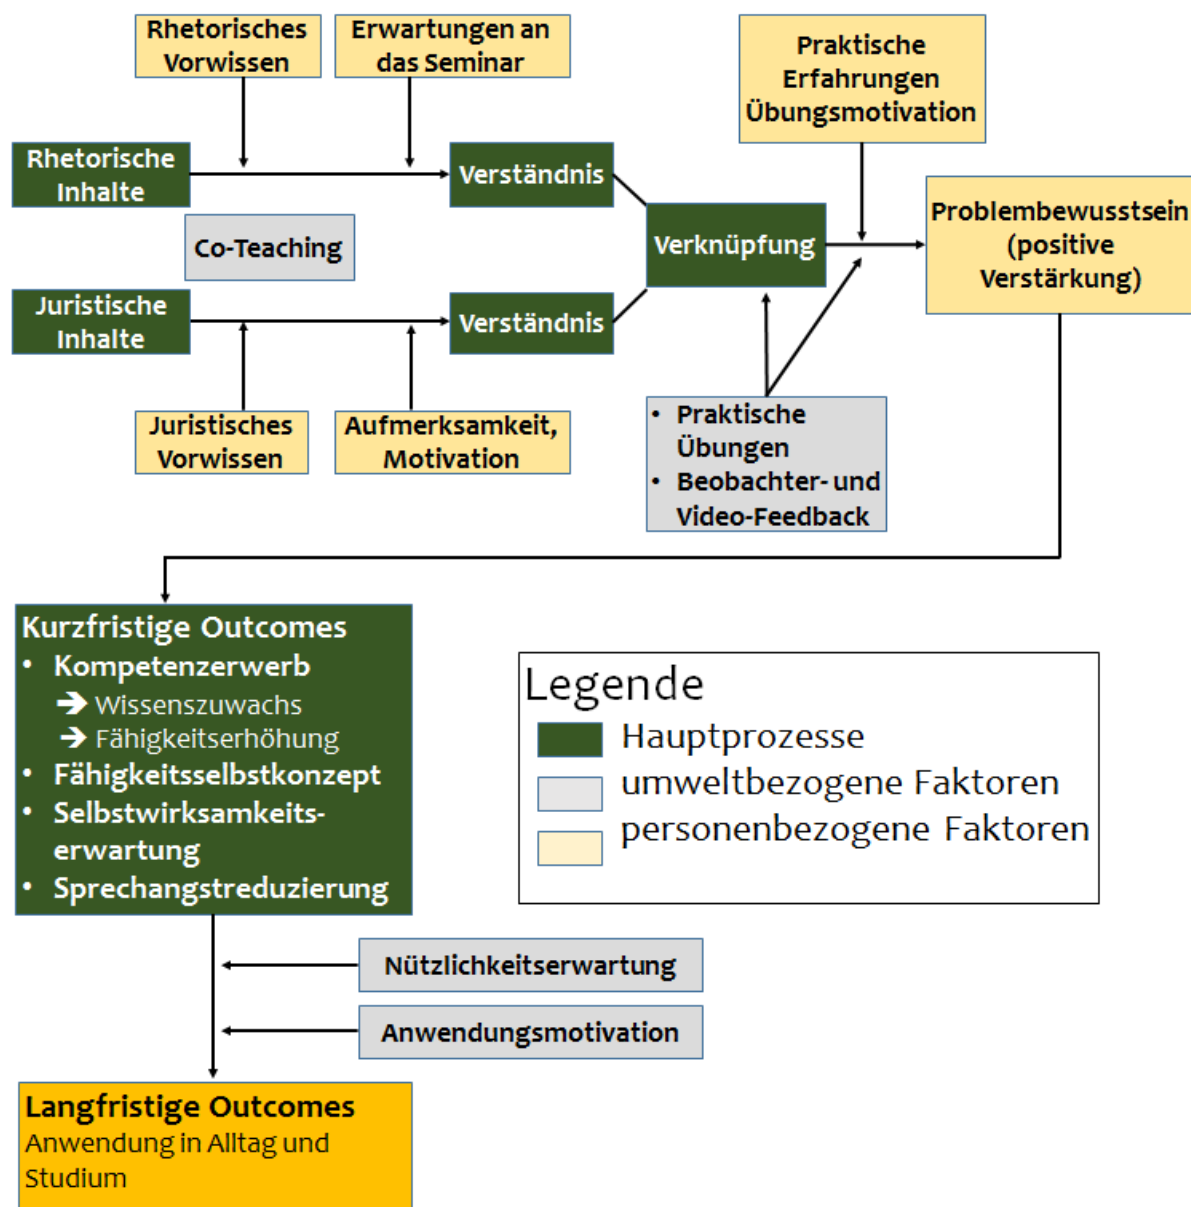 Rhetorisches
Vorwissen
Erwartungen an
das Seminar
Praktische
Erfahrungen
Übungsmotivation
Rhetorische
Inhalte
Verständnis
Co-Teaching
Verknüpfung
Problembewusstsein
(positive
Verstärkung)
Juristische
Inhalte
Verständnis
Juristisches
Vorwissen
Aufmerksamkeit,
Motivation
• Praktische
Übungen
• Beobachter- und
Video-Feedback
Kurzfristige Outcomes
• Kompetenzerwerb
➔ Wissenszuwachs
➔ Fähigkeitserhöhung
• Fähigkeitsselbstkonzept
• Selbstwirksamkeits-
erwartung
• Sprechangstreduzierung
Legende
Hauptprozesse
umweltbezogene Faktoren
personenbezogene Faktoren
Nützlichkeitserwartung
Anwendungsmotivation
Langfristige Outcomes
Anwendung in Alltag und
Studium